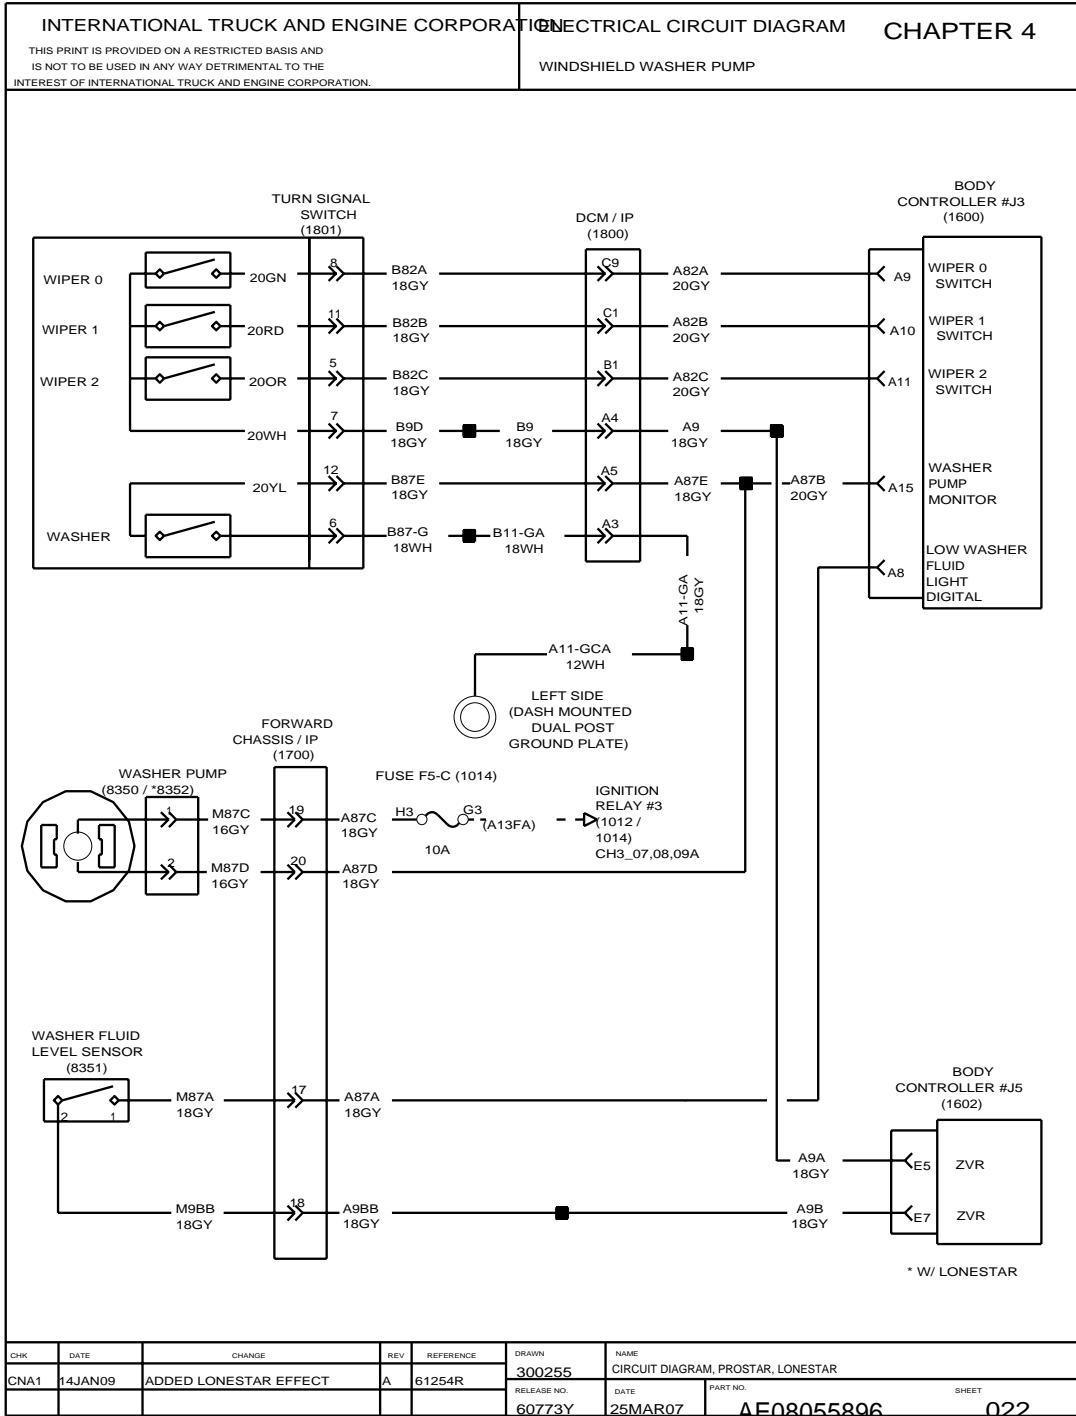 INTERNATIONAL TRUCK AND ENGINE CORPORATION
THIS PRINT IS PROVIDED ON A RESTRICTED BASIS AND
IS NOT TO BE USED IN ANY WAY DETRIMENTAL TO THE
INTEREST OF INTERNATIONAL TRUCK AND ENGINE CORPORATION.
ELECTRICAL CIRCUIT DIAGRAM
CHAPTER 4
WINDSHIELD WASHER PUMP
TURN SIGNAL
SWITCH
(1801)
DCM / IP
(1800)
BODY
CONTROLLER #J3
(1600)
WIPER 0
20GN
8
B82A
18GY
C9
A82A
20GY
A9
WIPER 0
SWITCH
WIPER 1
20RD
11
B82B
18GY
C1
A82B
20GY
A10
WIPER 1
SWITCH
WIPER 2
20OR
5
B82C
18GY
B1
A82C
20GY
A11
WIPER 2
SWITCH
20WH
7
B9D
18GY
B9
18GY
A4
A9
18GY
20YL
12
B87E
18GY
A5
A87E
18GY
A87B
20GY
A15
WASHER
PUMP
MONITOR
WASHER
6
B87-G
18WH
B11-GA
18WH
A3
A11-GA
18GY
A8
LOW WASHER
FLUID
LIGHT
DIGITAL
A11-GCA
12WH
LEFT SIDE
(DASH MOUNTED
DUAL POST
GROUND PLATE)
FORWARD
CHASSIS / IP
(1700)
WASHER PUMP
(8350 / *8352)
FUSE F5-C (1014)
1
M87C
16GY
19
A87C
18GY
H3
G3
(A13FA)
10A
IGNITION
RELAY #3
(1012 /
1014)
CH3_07,08,09A
2
M87D
16GY
20
A87D
18GY
WASHER FLUID
LEVEL SENSOR
(8351)
2
1
M87A
18GY
17
A87A
18GY
BODY
CONTROLLER #J5
(1602)
A9A
18GY
E5
ZVR
M9BB
18GY
18
A9BB
18GY
A9B
18GY
E7
ZVR
* W/ LONESTAR
CHK
DATE
CHANGE
REV
REFERENCE
DRAWN
300255
NAME
CIRCUIT DIAGRAM, PROSTAR, LONESTAR
CNA1
14JAN09
ADDED LONESTAR EFFECT
A
61254R
RELEASE NO.
60773Y
DATE
25MAR07
PART NO.
AE08055896
SHEET
022